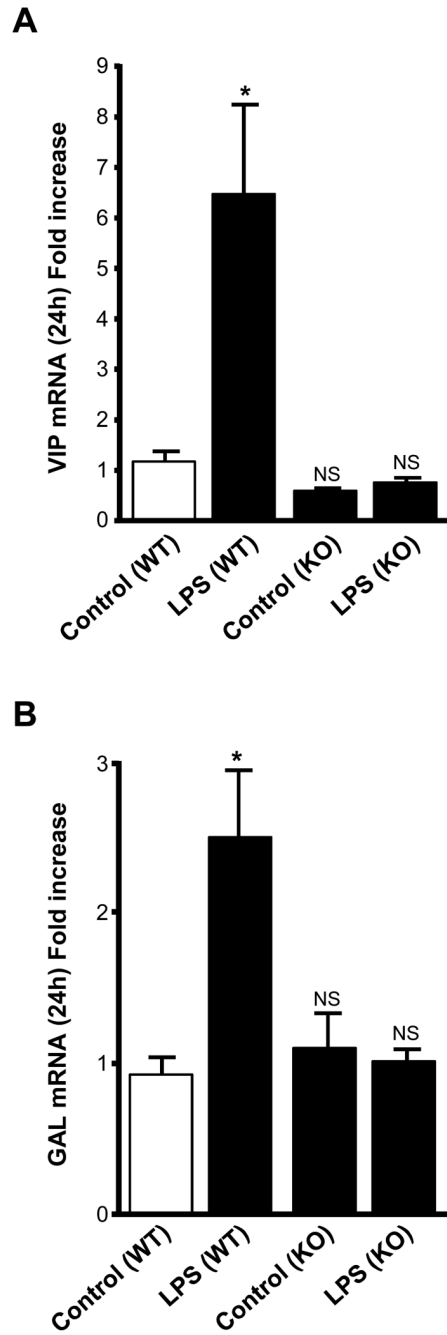 A
VIP mRNA (24h) Fold increase
9
8
7
6
5
4
3
2
1
0
*
NS
NS
Control (WT)
LPS (WT)
Control (KO)
LPS (KO)
B
GAL mRNA (24h) Fold increase
3
2
1
0
*
NS
NS
Control (WT)
LPS (WT)
Control (KO)
LPS (KO)